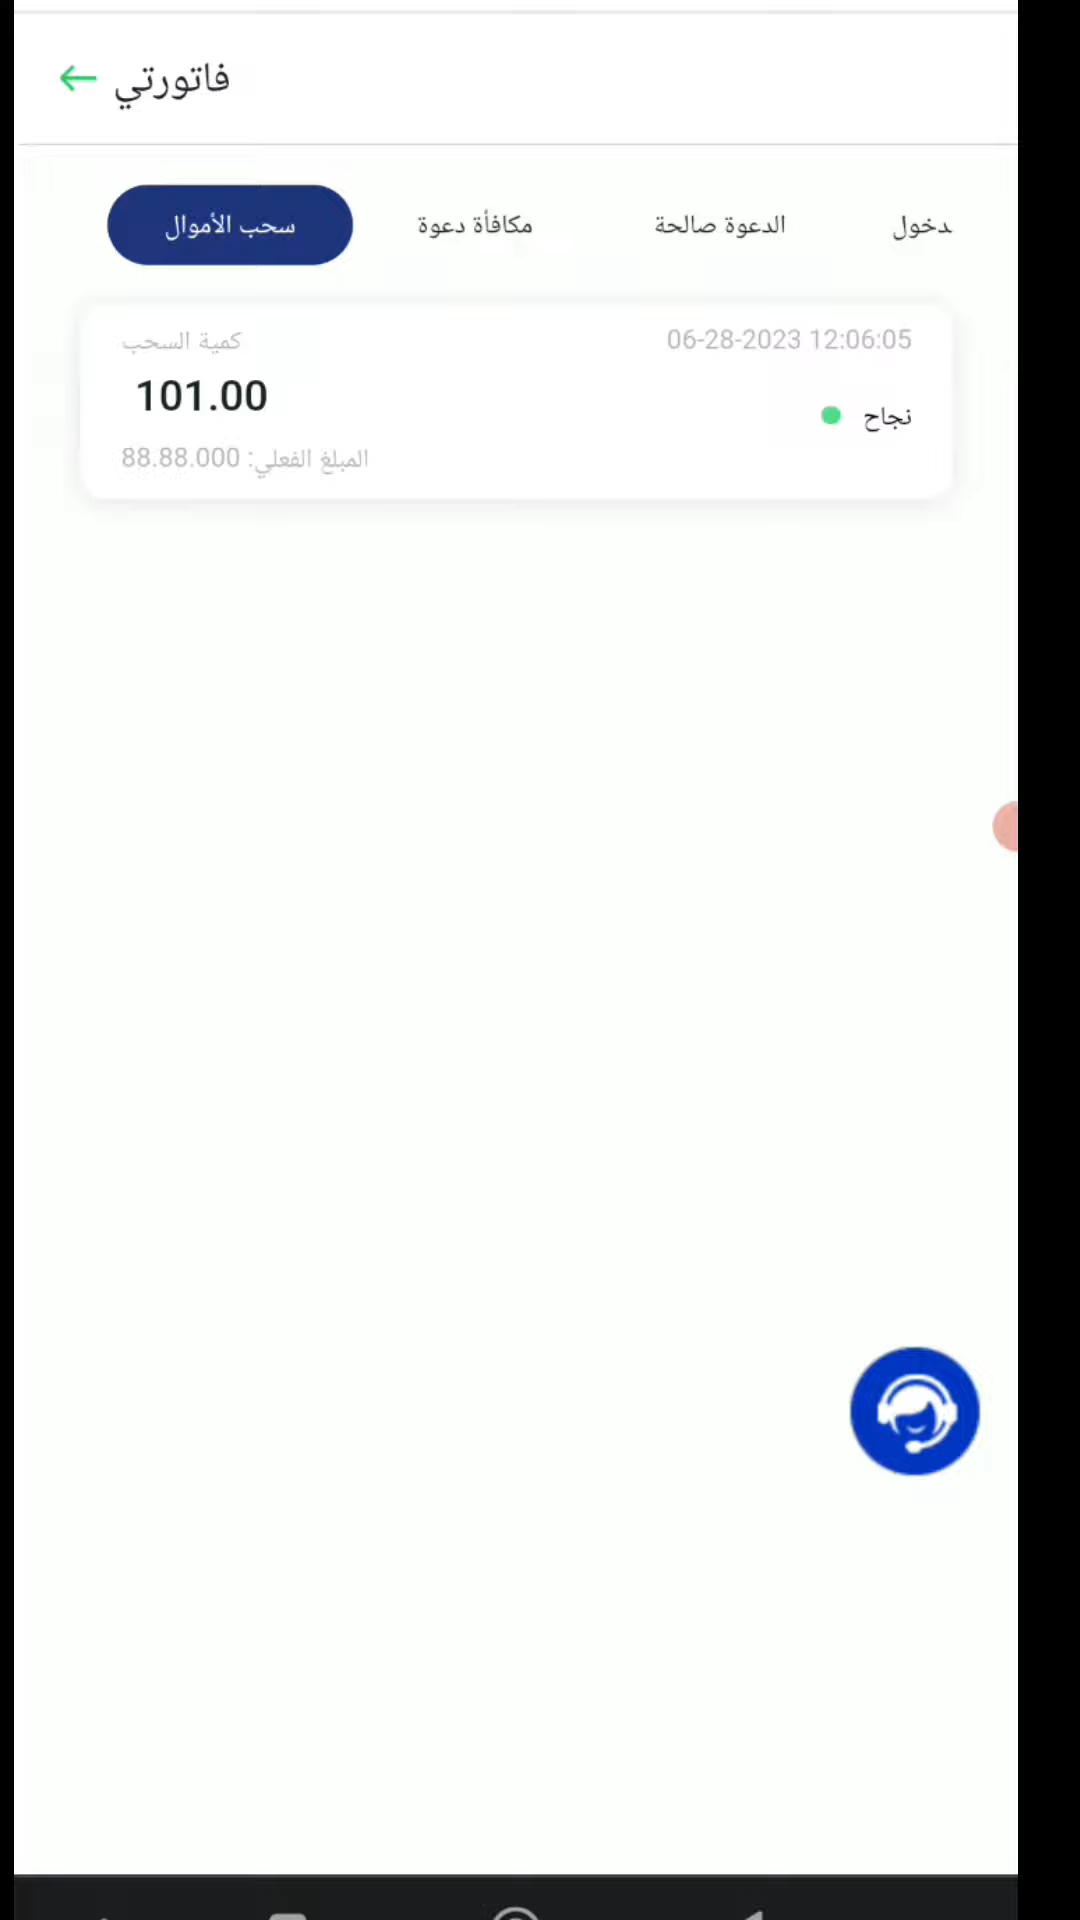 فاتورتي
سحب الأموال
مكافأة دعوة
الدعوة صالحة
دخول
كمية السحب
06-28-2023 12:06:05
101.00
نجاح
المبلغ الفعلي: 88.88.000